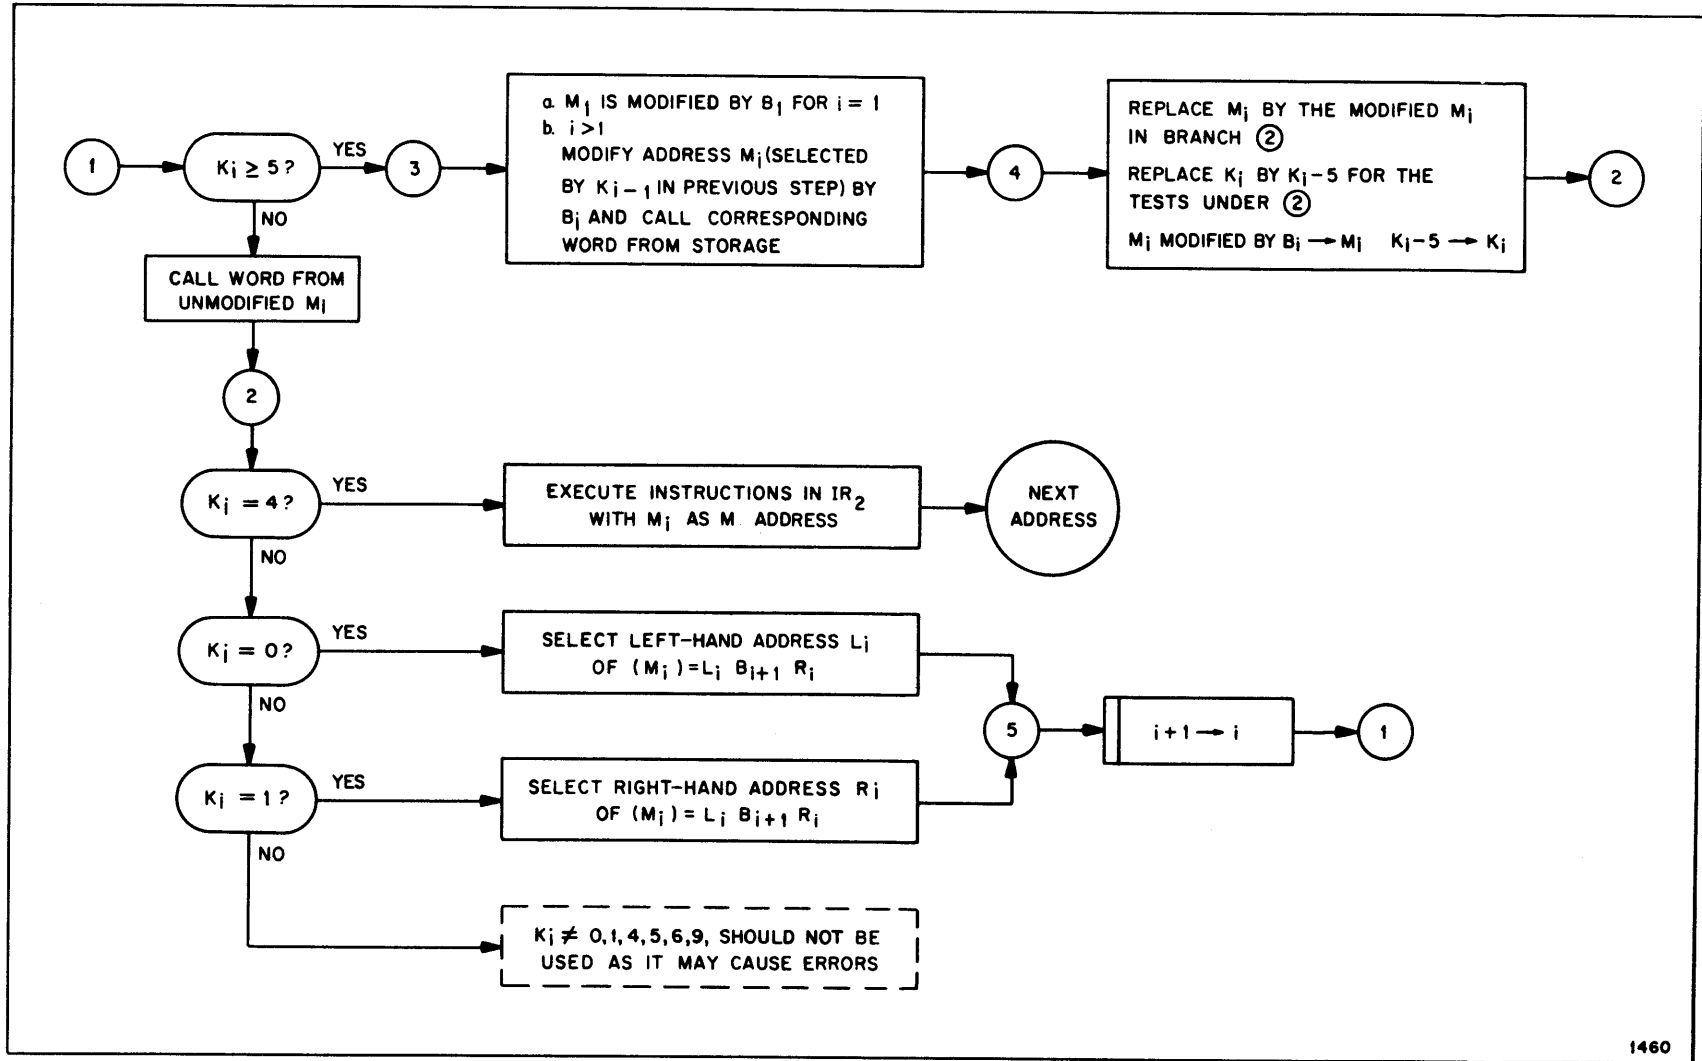 1
Kᵢ ≥ 5?
YES
3
a. M₁ IS MODIFIED BY B₁ FOR i = 1
b. i > 1
MODIFY ADDRESS Mᵢ (SELECTED
BY Kᵢ₋₁ IN PREVIOUS STEP) BY
Bᵢ AND CALL CORRESPONDING
WORD FROM STORAGE
4
REPLACE Mᵢ BY THE MODIFIED Mᵢ
IN BRANCH ②
REPLACE Kᵢ BY Kᵢ-5 FOR THE
TESTS UNDER ②
Mᵢ MODIFIED BY Bᵢ → Mᵢ Kᵢ-5 → Kᵢ
2
NO
CALL WORD FROM
UNMODIFIED Mᵢ
2
Kᵢ = 4?
YES
EXECUTE INSTRUCTIONS IN IR₂
WITH Mᵢ AS M ADDRESS
NEXT
ADDRESS
NO
Kᵢ = 0?
YES
SELECT LEFT-HAND ADDRESS Lᵢ
OF (Mᵢ) = Lᵢ Bᵢ₊₁ Rᵢ
NO
5
i+1 → i
1
Kᵢ = 1?
YES
SELECT RIGHT-HAND ADDRESS Rᵢ
OF (Mᵢ) = Lᵢ Bᵢ₊₁ Rᵢ
NO
Kᵢ ≠ 0,1,4,5,6,9, SHOULD NOT BE
USED AS IT MAY CAUSE ERRORS
1460